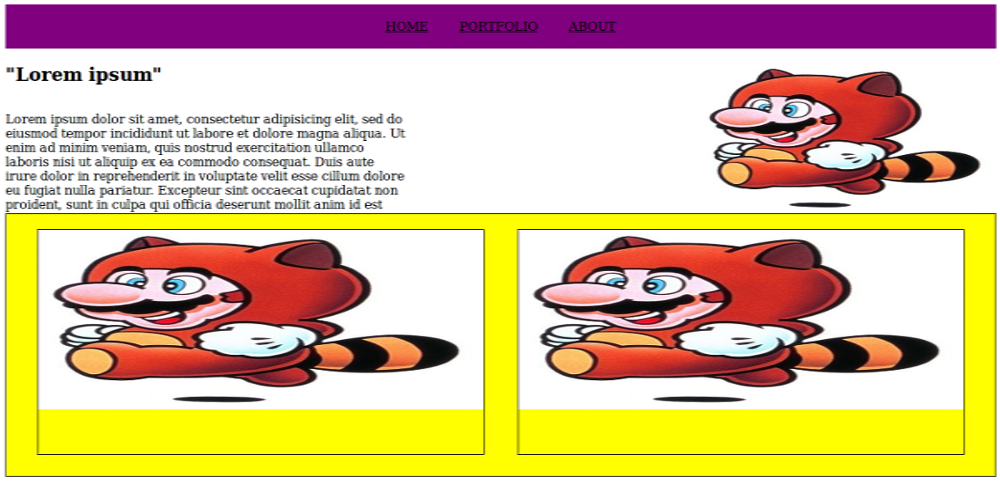 HOME PORTFOLIO ABOUT
"Lorem ipsum"
Lorem ipsum dolor sit amet, consectetur adipisicing elit, sed do
eiusmod tempor incididunt ut labore et dolore magna aliqua. Ut
enim ad minim veniam, quis nostrud exercitation ullamco
laboris nisi ut aliquip ex ea commodo consequat. Duis aute
irure dolor in reprehenderit in voluptate velit esse cillum dolore
eu fugiat nulla pariatur. Excepteur sint occaecat cupidatat non
proident, sunt in culpa qui officia deserunt mollit anim id est